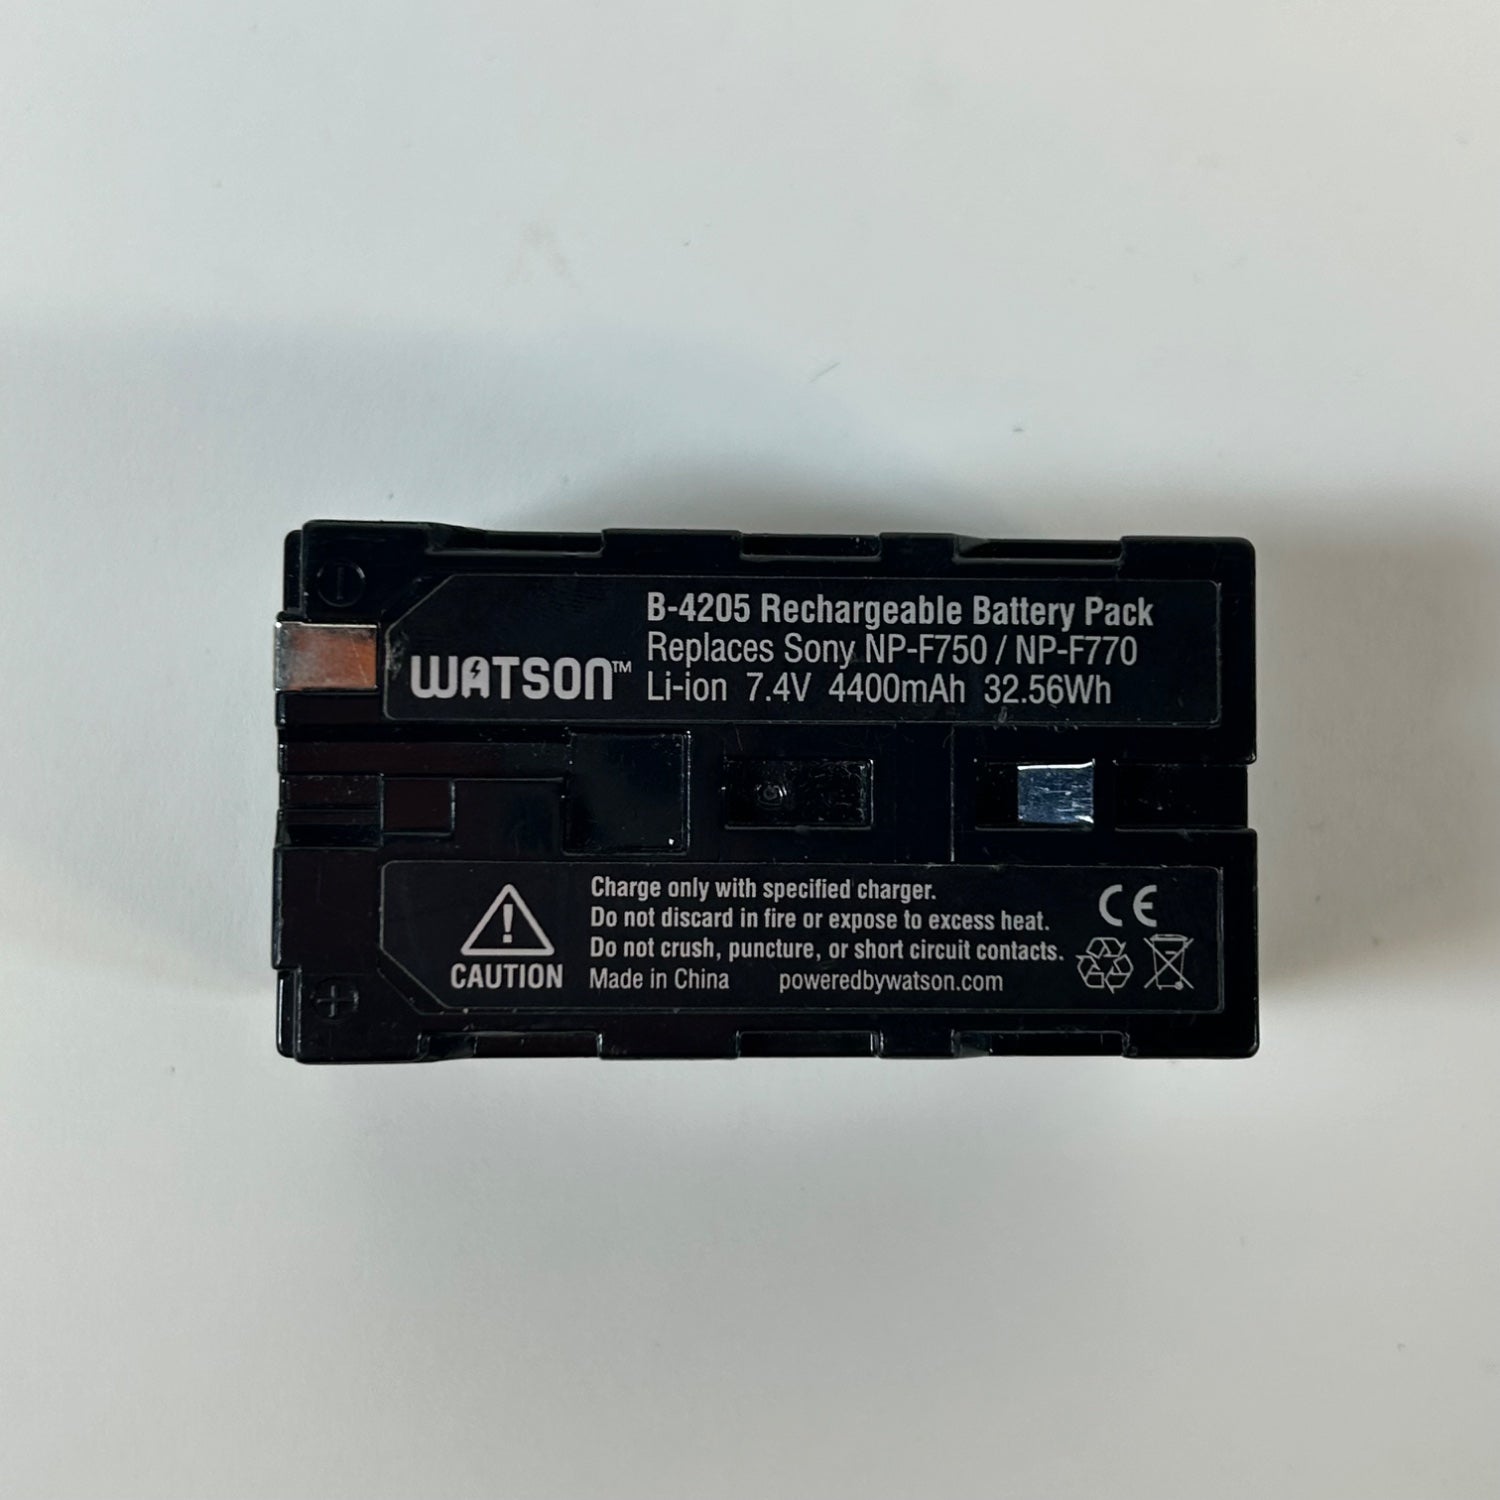 WATSON™
B-4205 Rechargeable Battery Pack
Replaces Sony NP-F750 / NP-F770
Li-ion 7.4V 4400mAh 32.56Wh
CAUTION
Charge only with specified charger.
Do not discard in fire or expose to excess heat.
Do not crush, puncture, or short circuit contacts.
Made in China poweredbywatson.com
CE